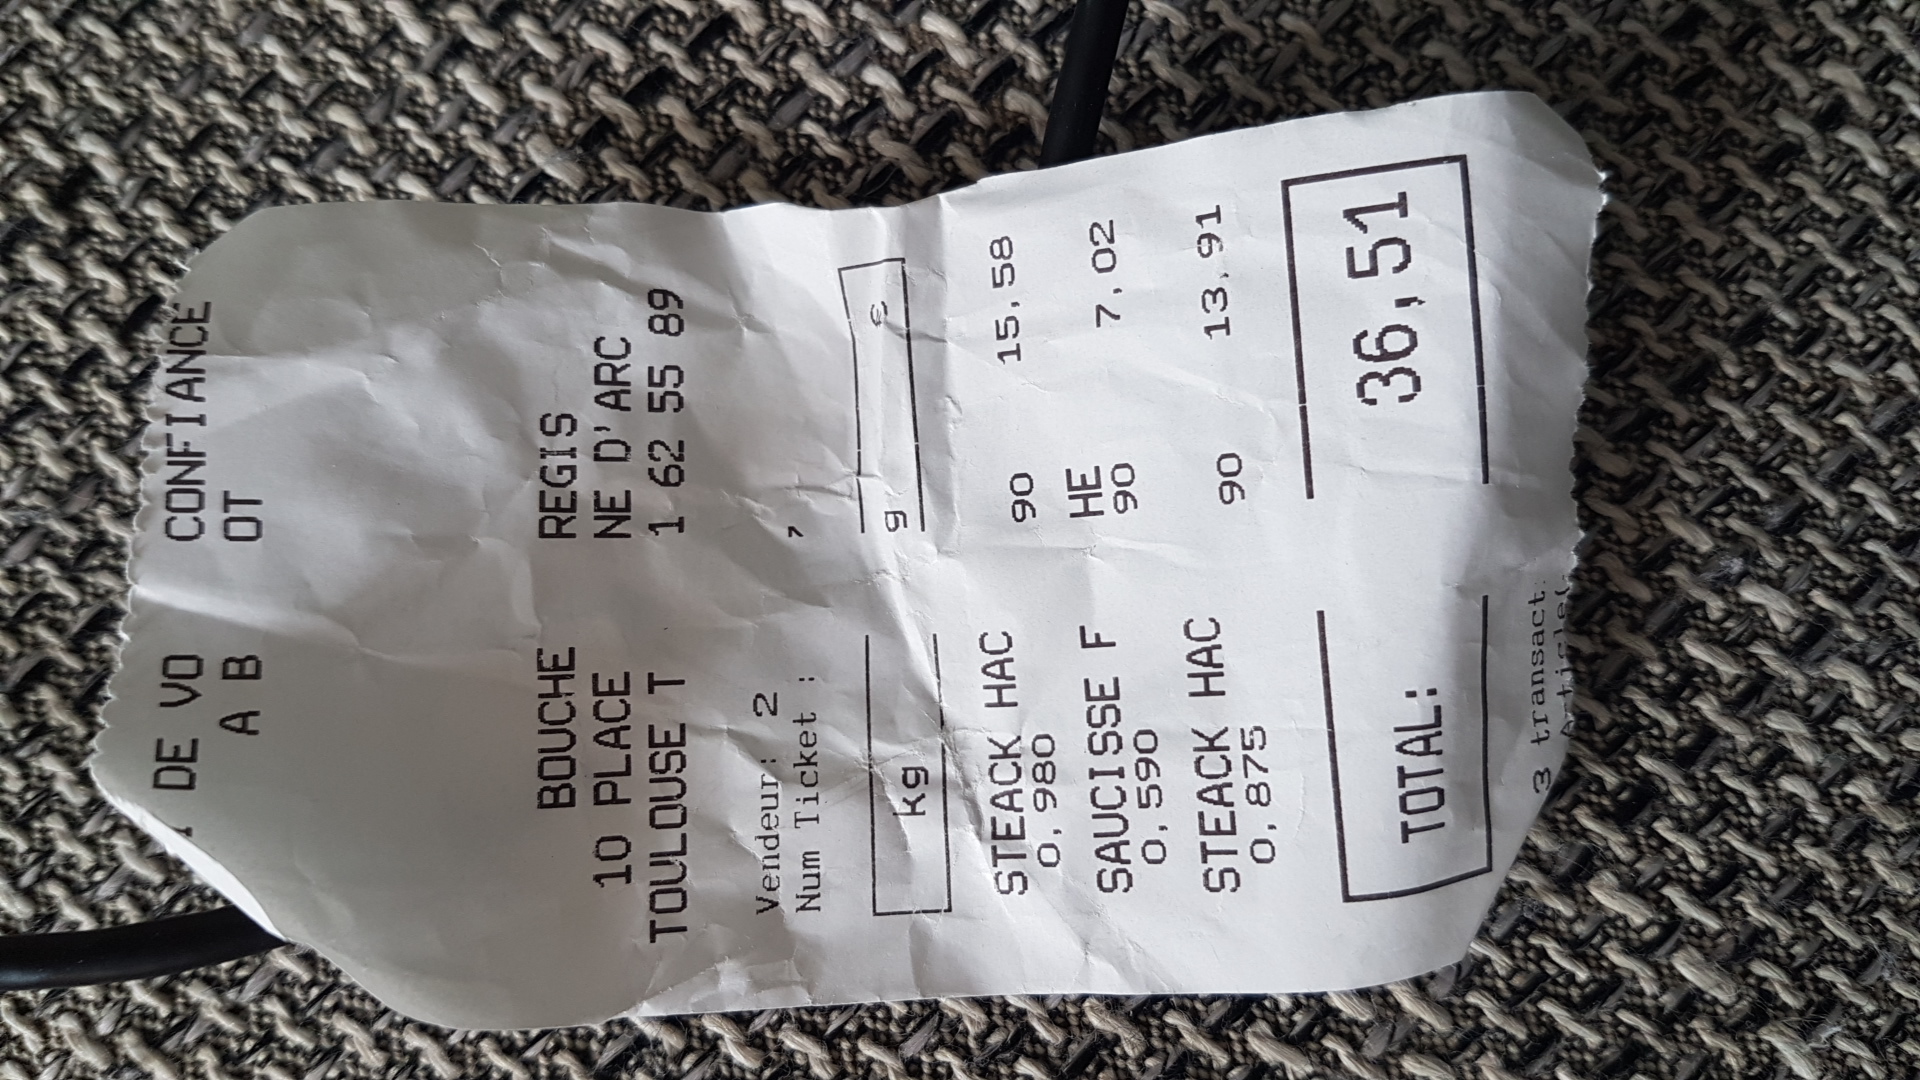 DE VO CONFIANCE
A B OT
BOUCHE REGIS
10 PLACE NE D'ARC
TOULOUSE T 1 62 55 89
Vendeur: 2
Num Ticket : ,
kg g €
STEACK HAC
0,980 90 15,58
SAUCISSE F HE
0,590 90 7,02
STEACK HAC
0,875 90 13,91
TOTAL: 36,51
3 transact: